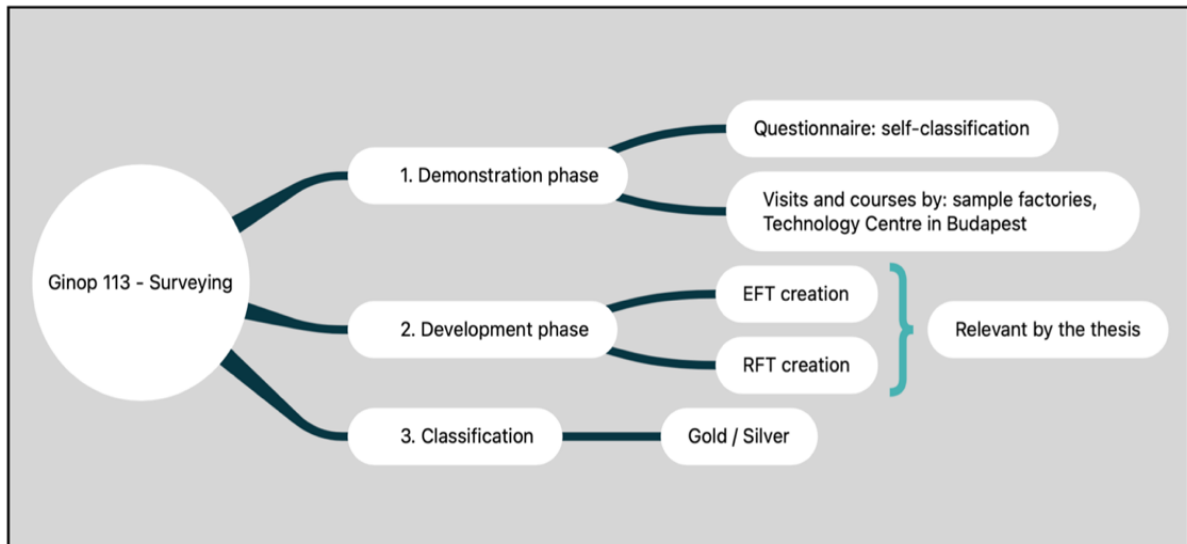 Ginop 113 - Surveying
1. Demonstration phase
Questionnaire: self-classification
Visits and courses by: sample factories,
Technology Centre in Budapest
2. Development phase
EFT creation
RFT creation
Relevant by the thesis
3. Classification
Gold / Silver